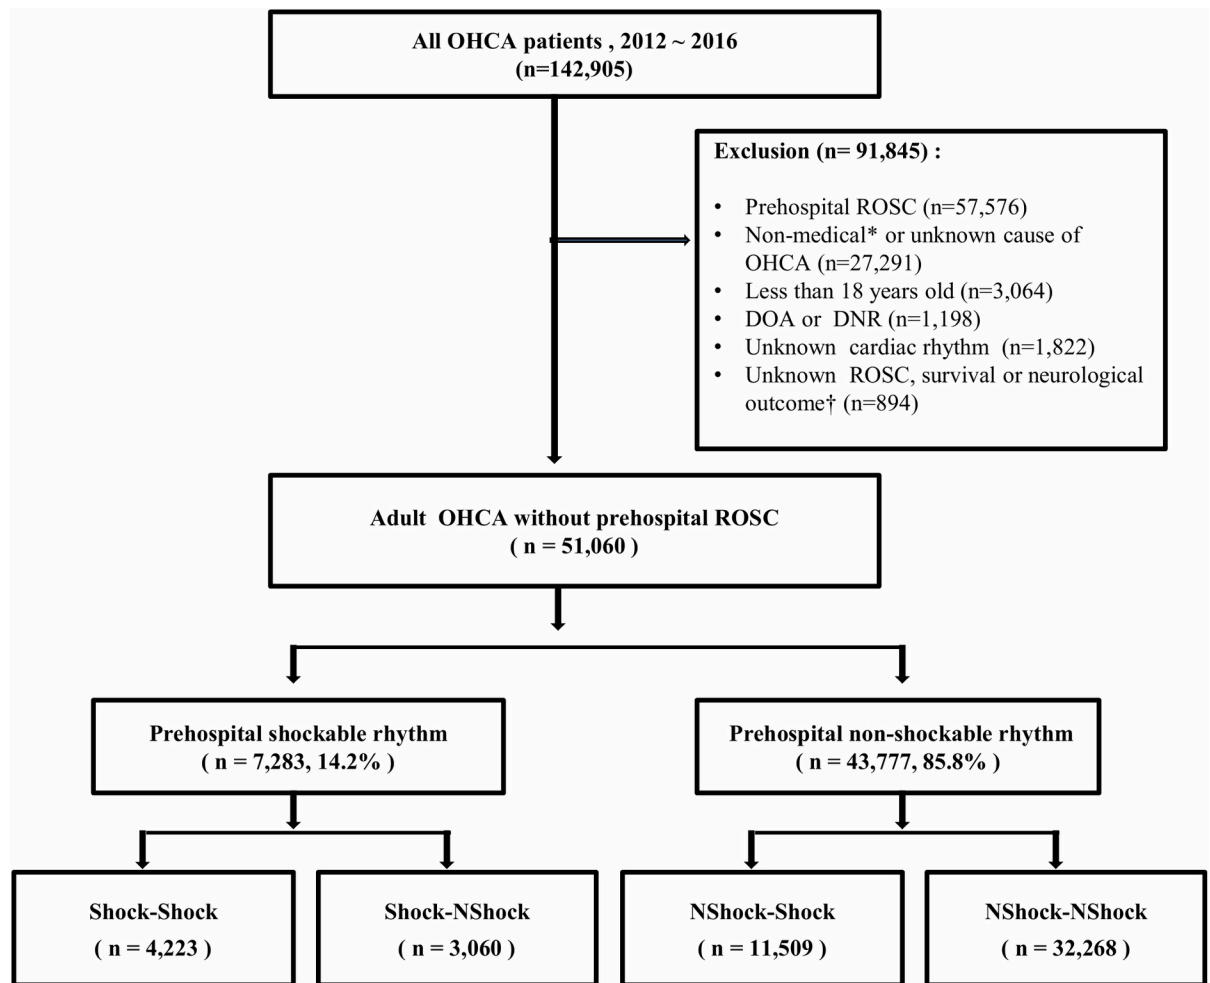 All OHCA patients , 2012 ~ 2016
(n=142,905)
Exclusion (n= 91,845) :
• Prehospital ROSC (n=57,576)
• Non-medical* or unknown cause of
OHCA (n=27,291)
• Less than 18 years old (n=3,064)
• DOA or DNR (n=1,198)
• Unknown cardiac rhythm (n=1,822)
• Unknown ROSC, survival or neurological
outcome† (n=894)
Adult OHCA without prehospital ROSC
( n = 51,060 )
Prehospital shockable rhythm
( n = 7,283, 14.2% )
Prehospital non-shockable rhythm
( n = 43,777, 85.8% )
Shock-Shock
( n = 4,223 )
Shock-NShock
( n = 3,060 )
NShock-Shock
( n = 11,509 )
NShock-NShock
( n = 32,268 )